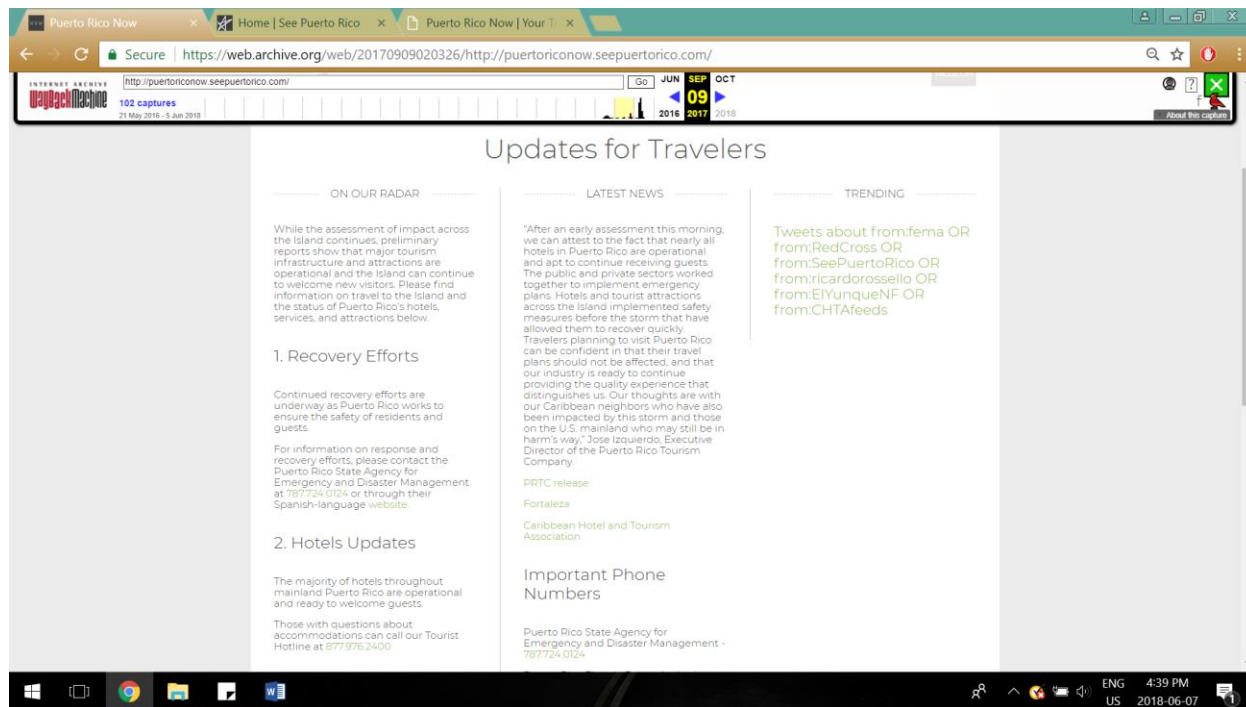 Puerto Rico Now
Home | See Puerto Rico
Puerto Rico Now | Your T
Secure
https://web.archive.org/web/20170909020326/http://puertoriconow.seepuertorico.com/
INTERNET ARCHIVE
WayBackMachine
http://puertoriconow.seepuertorico.com/
Go
JUN SEP OCT
09
2016 2017 2018
102 captures
21 May 2016 - 5 Jun 2018
?
f
About this capture
Updates for Travelers
ON OUR RADAR
While the assessment of impact across
the Island continues, preliminary
reports show that major tourism
infrastructure and attractions are
operational and the Island can continue
to welcome new visitors. Please find
information on travel to the Island and
the status of Puerto Rico's hotels,
services, and attractions below.
1. Recovery Efforts
Continued recovery efforts are
underway as Puerto Rico works to
ensure the safety of residents and
guests.
For information on response and
recovery efforts, please contact the
Puerto Rico State Agency for
Emergency and Disaster Management
at 787.724.0124 or through their
Spanish-language website.
2. Hotels Updates
The majority of hotels throughout
mainland Puerto Rico are operational
and ready to welcome guests.
Those with questions about
accommodations can call our Tourist
Hotline at 877.976.2400
LATEST NEWS
"After an early assessment this morning,
we can attest to the fact that nearly all
hotels in Puerto Rico are operational
and apt to continue receiving guests.
The public and private sectors worked
together to implement emergency
plans. Hotels and tourist attractions
across the Island implemented safety
measures before the storm that have
allowed them to recover quickly.
Travelers planning to visit Puerto Rico
can be confident in that their travel
plans should not be affected, and that
our industry is ready to continue
providing the quality experience that
distinguishes us. Our thoughts are with
our Caribbean neighbors who have also
been impacted by this storm and those
on the U.S. mainland who may still be in
harm's way," Jose Izquierdo, Executive
Director of the Puerto Rico Tourism
Company.
PRTC release
Fortaleza
Caribbean Hotel and Tourism
Association
Important Phone
Numbers
Puerto Rico State Agency for
Emergency and Disaster Management -
787.724.0124
TRENDING
Tweets about from:fema OR
from:RedCross OR
from:SeePuertoRico OR
from:ricardorossello OR
from:ElYunqueNF OR
from:CHTAfeeds
ENG
US
4:39 PM
2018-06-07
1